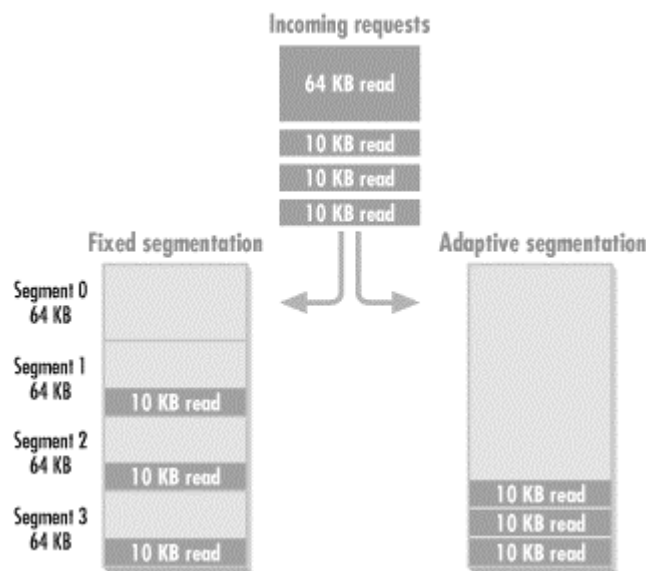 Incoming requests
64 KB read
10 KB read
10 KB read
10 KB read
Fixed segmentation
Segment 0
64 KB
Segment 1
64 KB
10 KB read
Segment 2
64 KB
10 KB read
Segment 3
64 KB
10 KB read
Adaptive segmentation
10 KB read
10 KB read
10 KB read